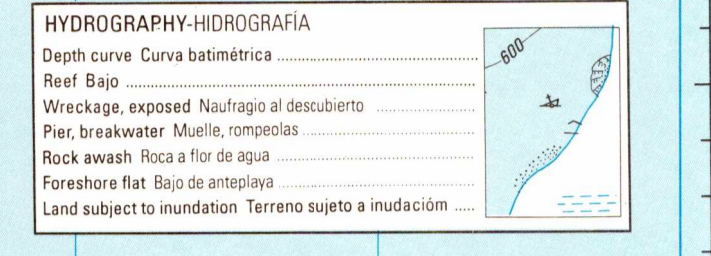 HYDROGRAPHY-HIDROGRAFÍA
Depth curve Curva batimétrica
Reef Bajo
Wreckage, exposed Naufragio al descubierto
Pier, breakwater Muelle, rompeolas
Rock awash Roca a flor de agua
Foreshore flat Bajo de anteplaya
Land subject to inundation Terreno sujeto a inudacióm
600